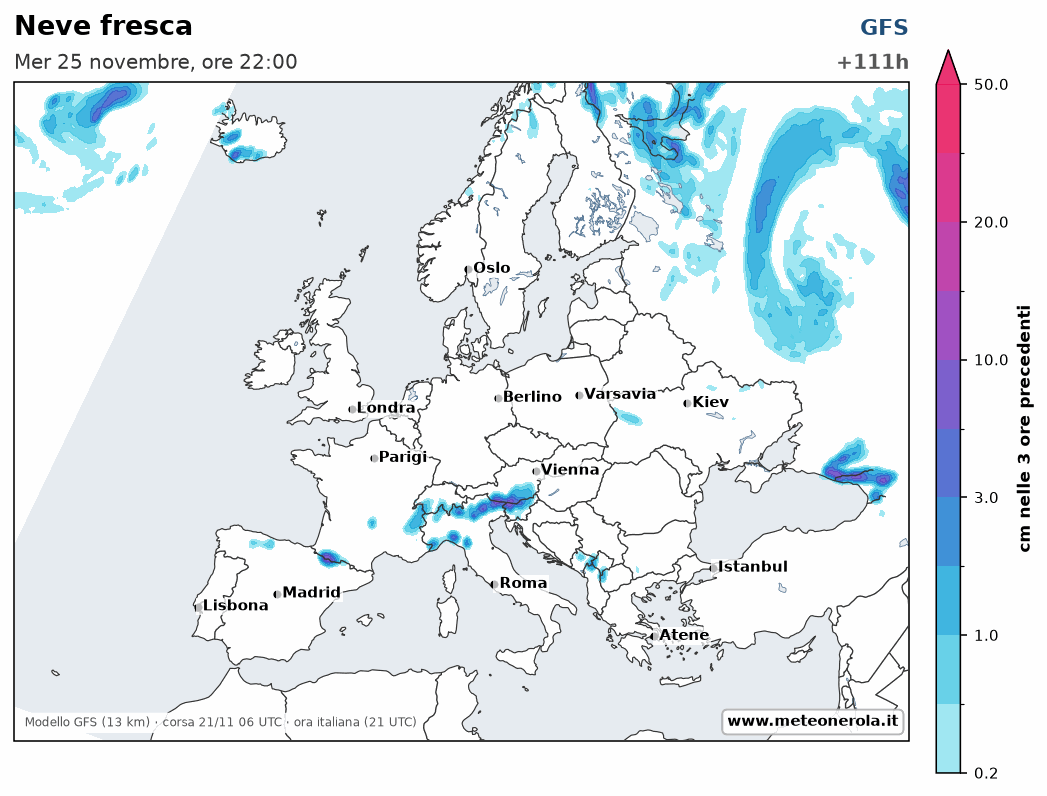 Neve fresca
GFS
Mer 25 novembre, ore 22:00
+111h
50.0
20.0
10.0
3.0
1.0
0.2
cm nelle 3 ore precedenti
Oslo
Berlino
Varsavia
Kiev
Londra
Parigi
Vienna
Istanbul
Roma
Madrid
Lisbona
Atene
Modello GFS (13 km) · corsa 21/11 06 UTC · ora italiana (21 UTC)
www.meteonerola.it